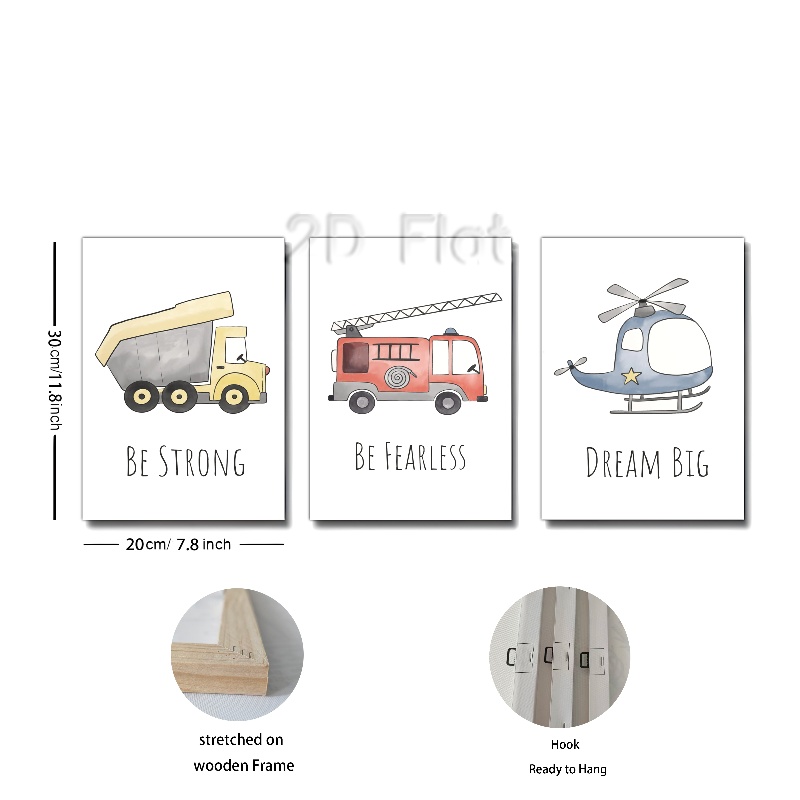 2D Flat
30cm/11.8inch
BE STRONG
BE FEARLESS
DREAM BIG
20cm/ 7.8 inch
stretched on
wooden Frame
Hook
Ready to Hang